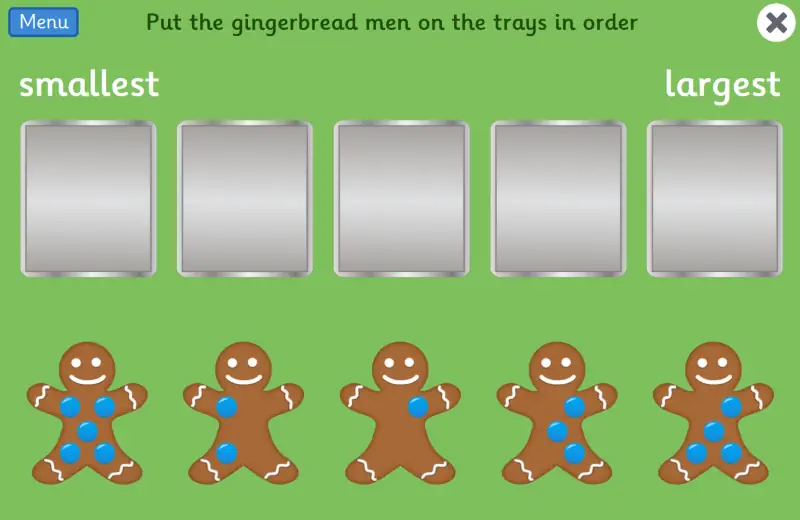 Menu
Put the gingerbread men on the trays in order
smallest
largest